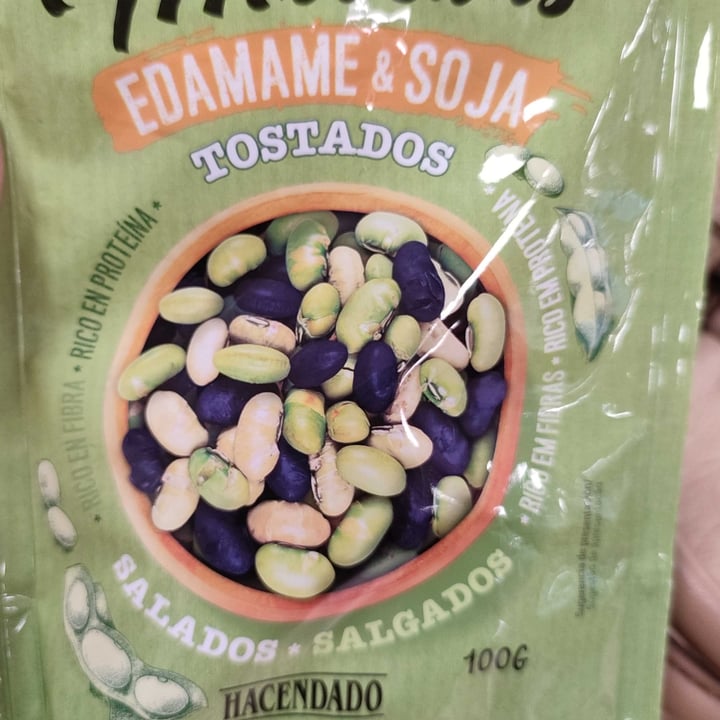 EDAMAME & SOJA
TOSTADOS
* RICO EN FIBRA * RICO EN PROTEÍNA *
* RICO EM FIBRAS * RICO EM PROTEÍNA
SALADOS * SALGADOS
100G
HACENDADO